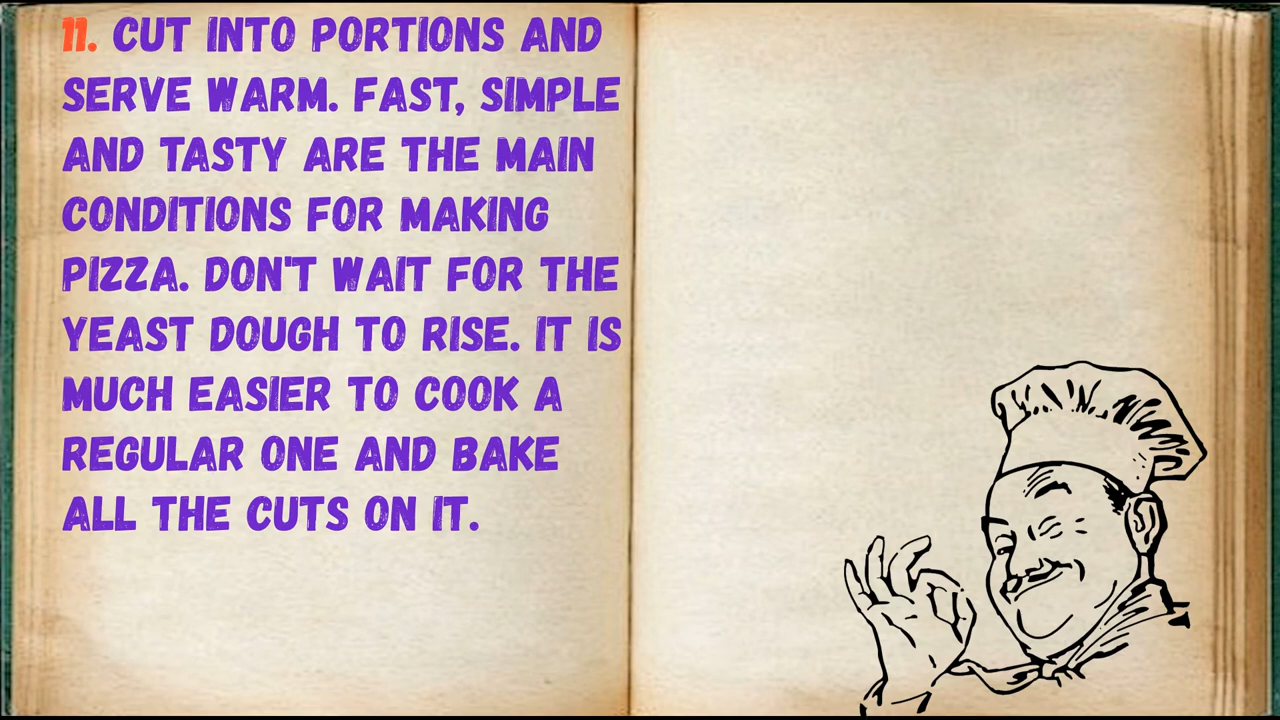 11. CUT INTO PORTIONS AND
SERVE WARM. FAST, SIMPLE
AND TASTY ARE THE MAIN
CONDITIONS FOR MAKING
PIZZA. DON'T WAIT FOR THE
YEAST DOUGH TO RISE. IT IS
MUCH EASIER TO COOK A
REGULAR ONE AND BAKE
ALL THE CUTS ON IT.